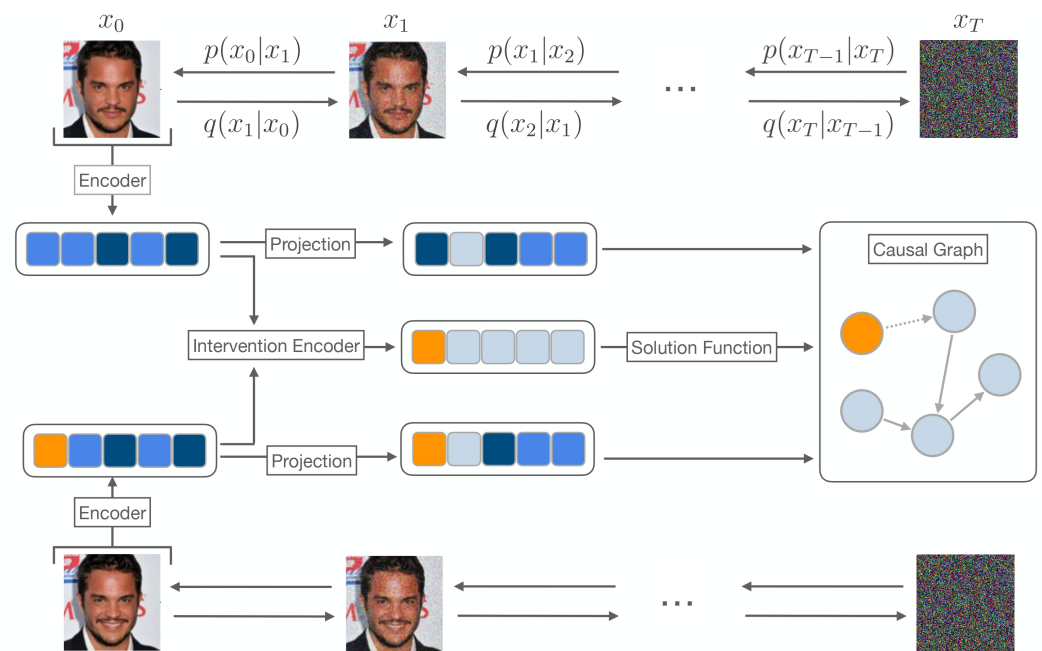 $x_0$ $x_1$ $x_T$
$p(x_0|x_1)$ $p(x_1|x_2)$ $p(x_{T-1}|x_T)$
...
$q(x_1|x_0)$ $q(x_2|x_1)$ $q(x_T|x_{T-1})$
Encoder
Projection
Causal Graph
Intervention Encoder
Solution Function
Projection
Encoder
...